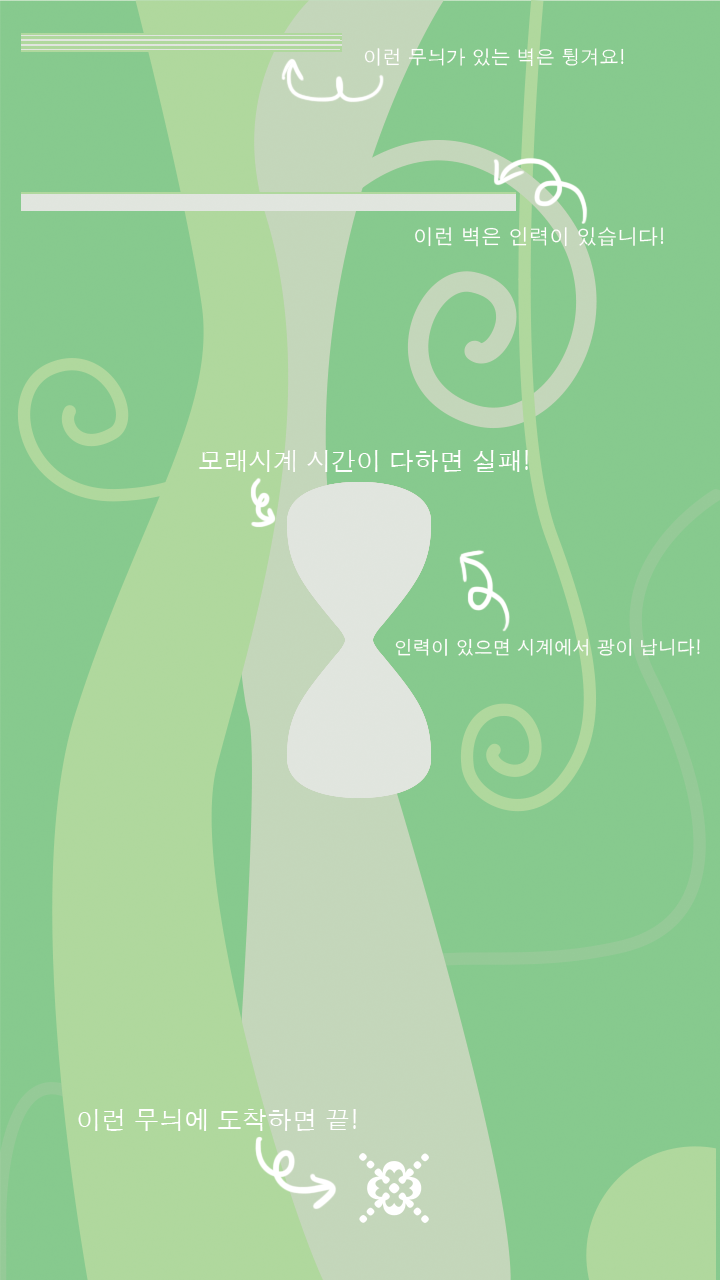 이런 무늬가 있는 벽은 튕겨요!
이런 벽은 인력이 있습니다!
모래시계 시간이 다하면 실패!
인력이 있으면 시계에서 광이 납니다!
이런 무늬에 도착하면 끝!